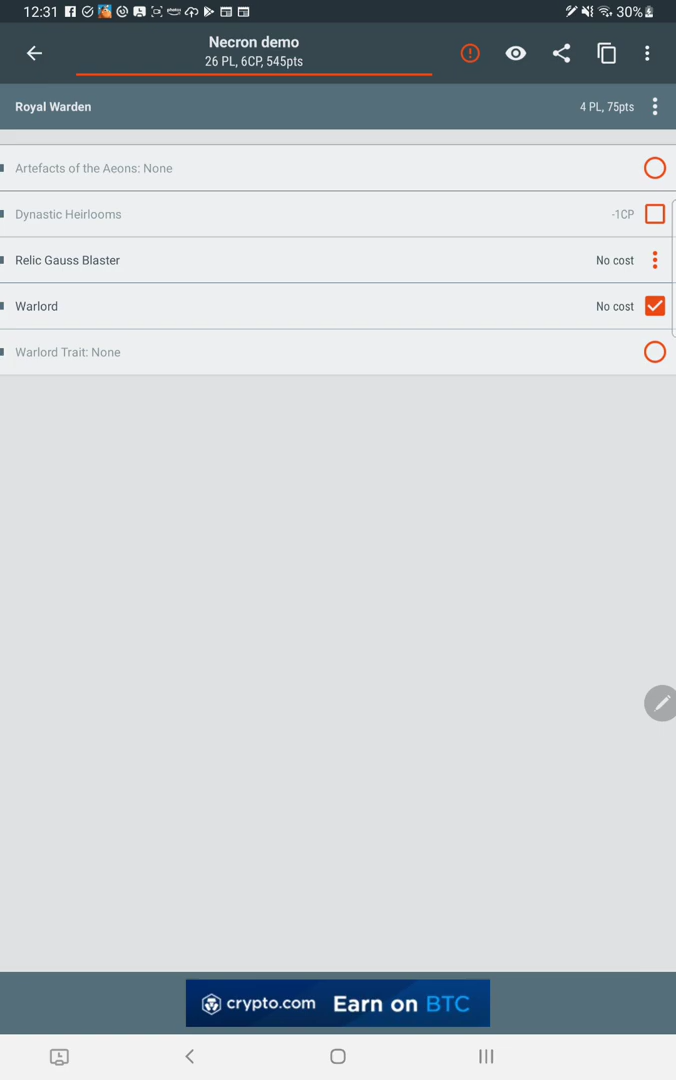 12:31
30%
Necron demo
26 PL, 6CP, 545pts
Royal Warden
4 PL, 75pts
Artefacts of the Aeons: None
Dynastic Heirlooms
-1CP
Relic Gauss Blaster
No cost
Warlord
No cost
Warlord Trait: None
crypto.com Earn on BTC